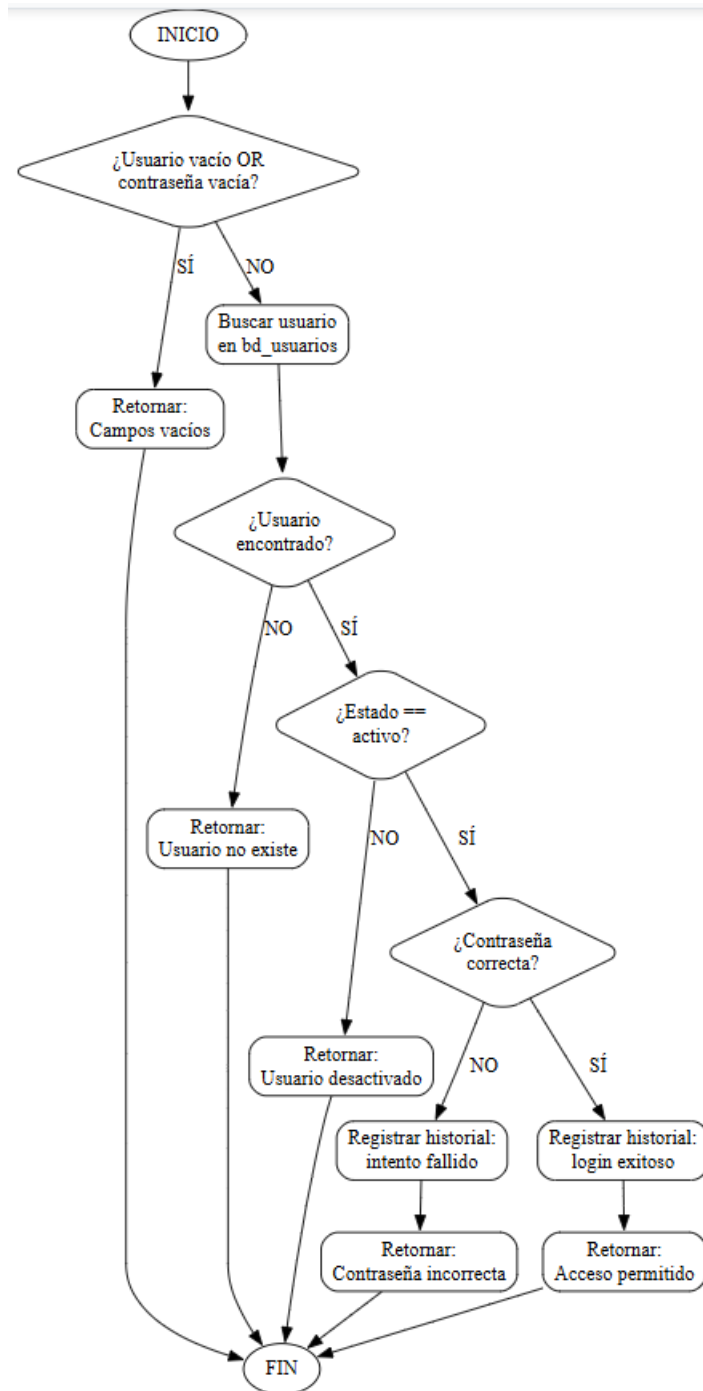 INICIO
¿Usuario vacío OR
contraseña vacía?
SÍ
NO
Buscar usuario
en bd_usuarios
Retornar:
Campos vacíos
¿Usuario
encontrado?
NO
SÍ
¿Estado ==
activo?
Retornar:
Usuario no existe
NO
SÍ
¿Contraseña
correcta?
Retornar:
Usuario desactivado
NO
SÍ
Registrar historial:
intento fallido
Registrar historial:
login exitoso
Retornar:
Contraseña incorrecta
Retornar:
Acceso permitido
FIN